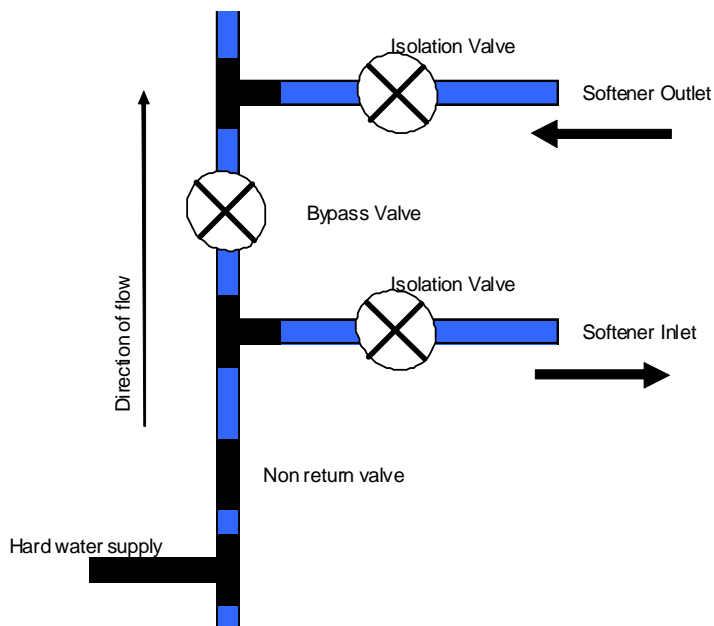 Isolation Valve
Softener Outlet
Bypass Valve
Isolation Valve
Direction of flow
Softener Inlet
Non return valve
Hard water supply